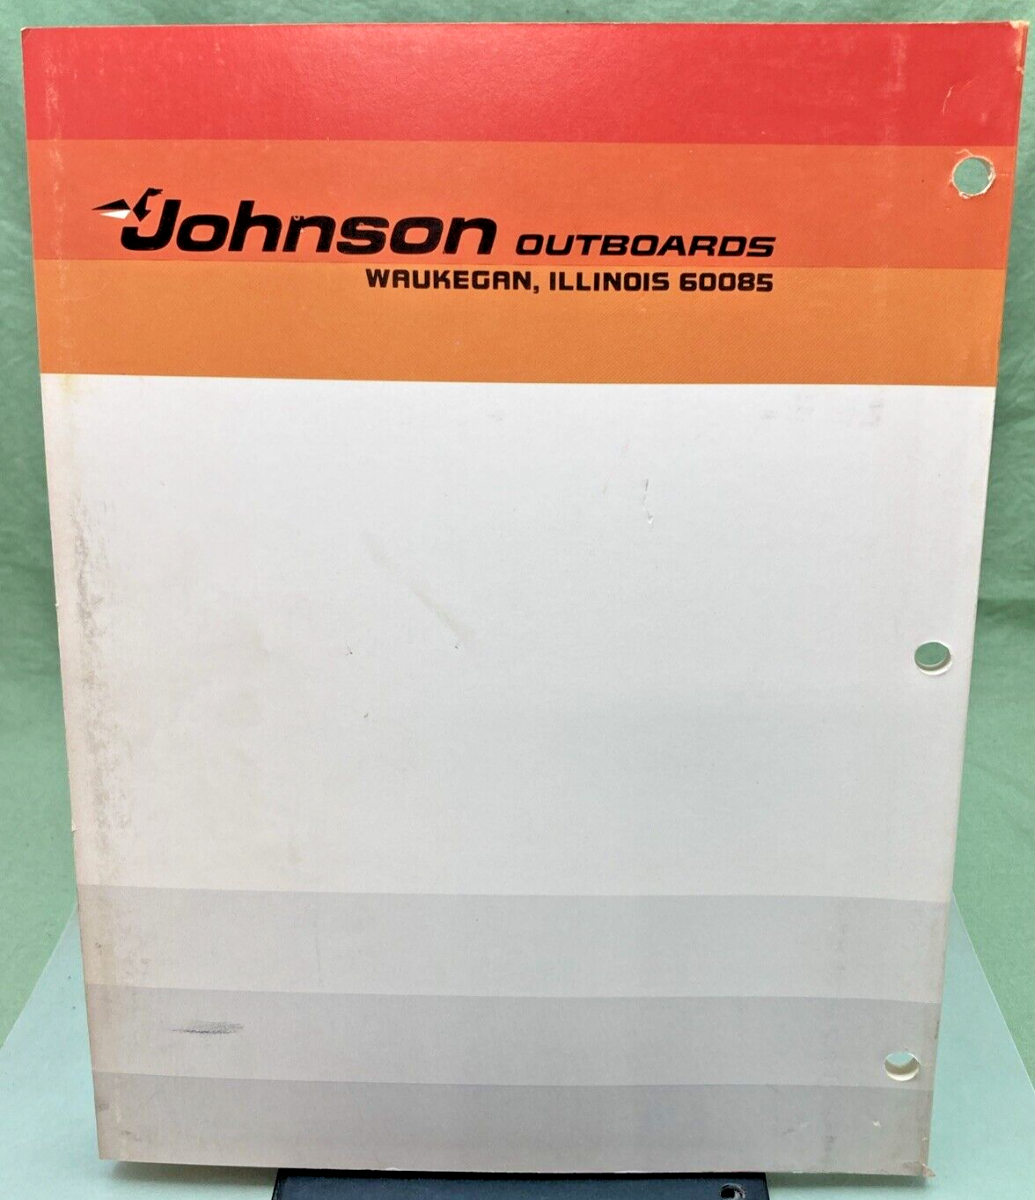 Johnson OUTBOARDS
WAUKEGAN, ILLINOIS 60085